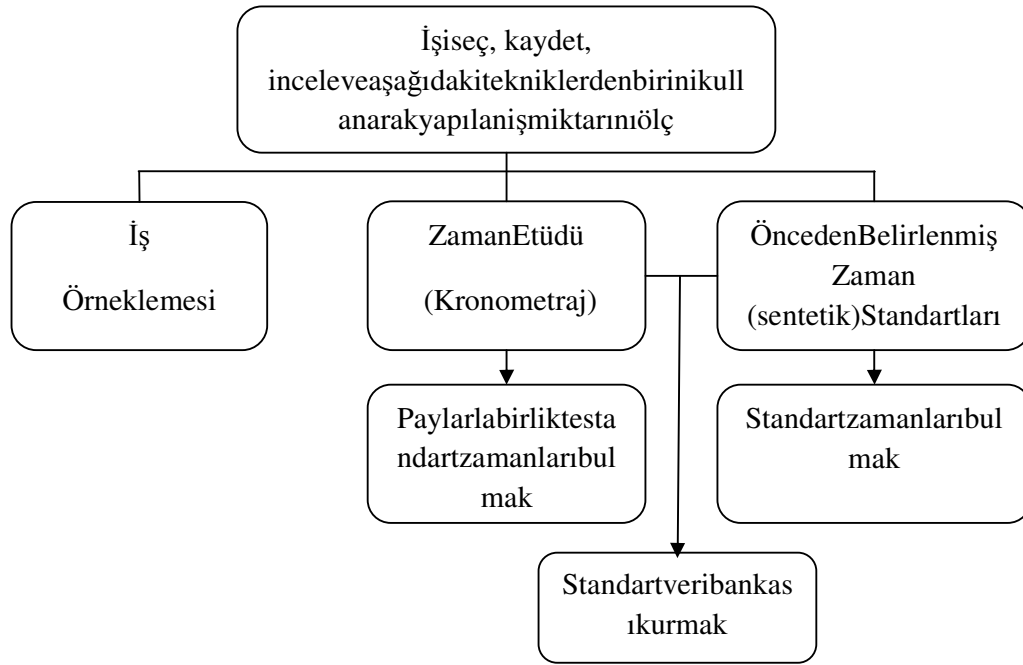 İşiseç, kaydet,
inceleveaşağıdakitekniklerdenbirinikull
anarakyapılanişmiktarınıölç
İş
Örneklemesi
ZamanEtüdü
(Kronometraj)
ÖncedenBelirlenmiş
Zaman
(sentetik)Standartları
Paylarlabirliktesta
ndartzamanlarıbul
mak
Standartzamanlarıbul
mak
Standartveribankas
ıkurmak